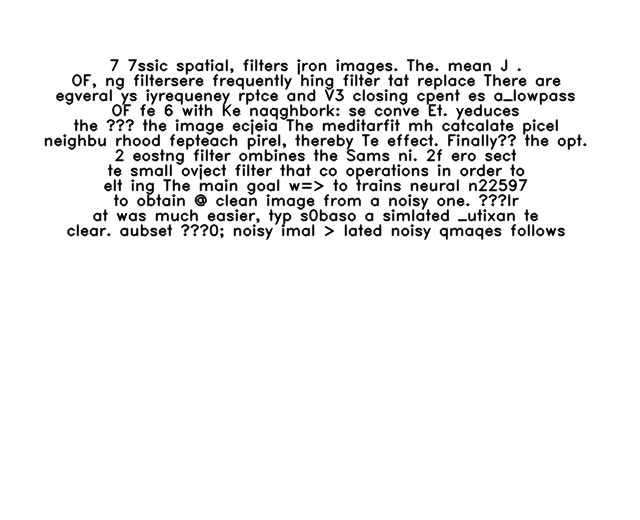 7 7ssic spatial, filters jron images. The. mean J .
OF, ng filtersere frequently hing filter tat replace There are
egveral ys iyrequeney rptce and V3 closing cpent es a_lowpass
OF fe 6 with Ke naqghbork: se conve Et. yeduces
the ??? the image ecjeia The meditarfit mh catcalate picel
neighbu rhood fepteach pirel, thereby Te effect. Finally?? the opt.
2 eostng filter ombines the Sams ni. 2f ero sect
te small ovject filter that co operations in order to
elt ing The main goal w=> to trains neural n22597
to obtain @ clean image from a noisy one. ???lr
at was much easier, typ s0baso a simlated _utixan te
clear. aubset ???0; noisy imal > lated noisy qmaqes follows